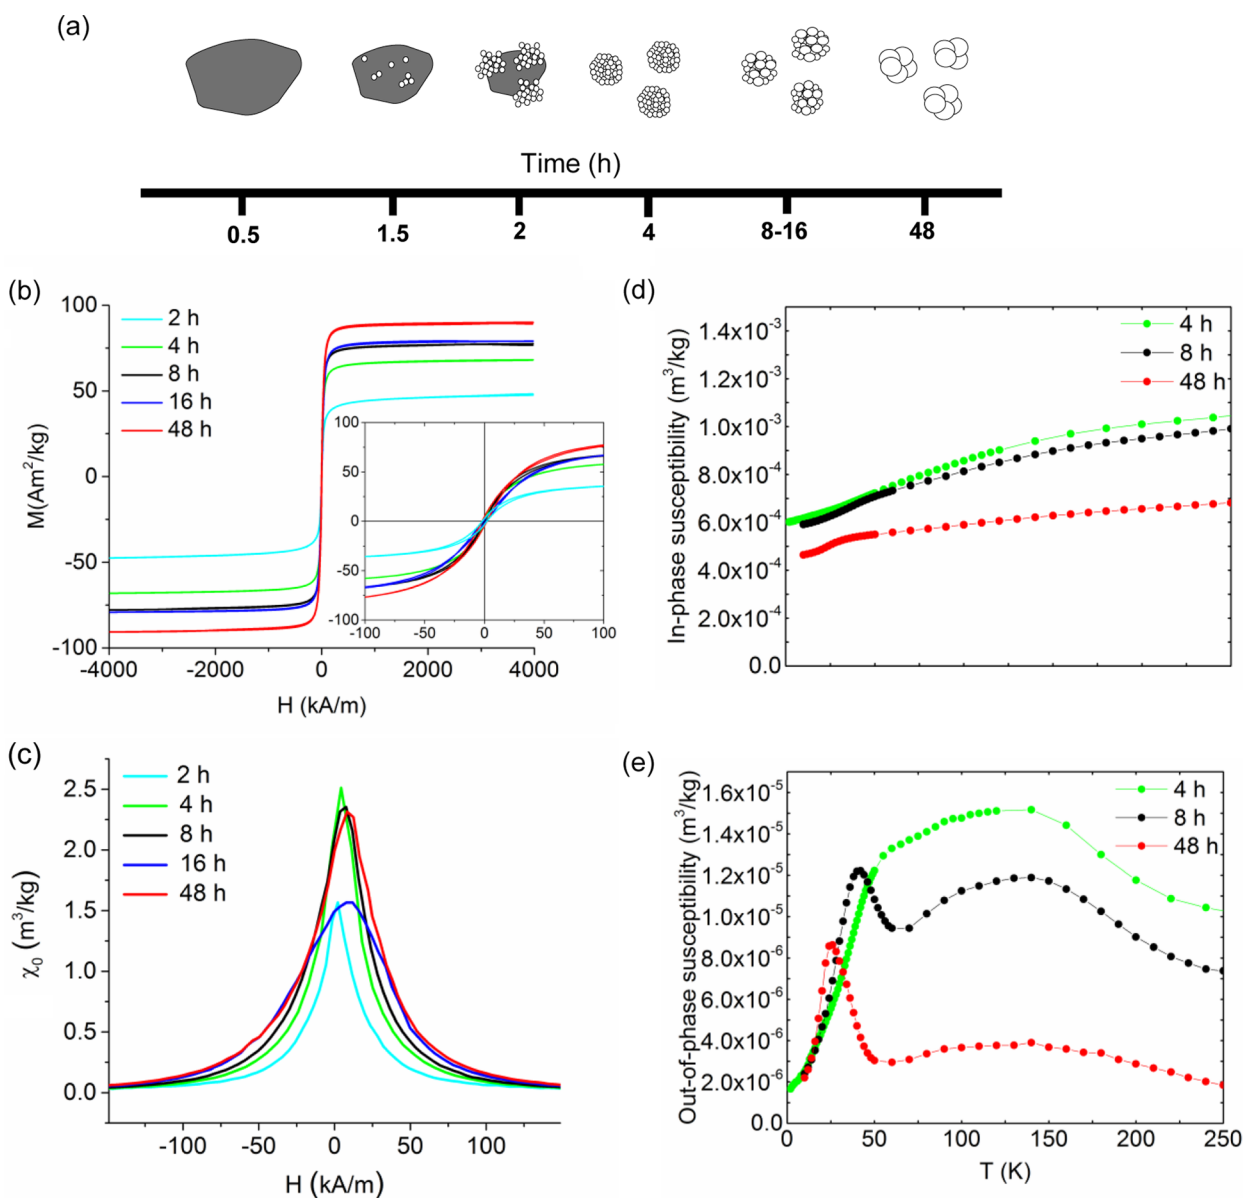 (a)
Time (h)
0.5 1.5 2 4 8-16 48
(b)
M(Am²/kg)
100
50
0
-50
-100
2 h
4 h
8 h
16 h
48 h
-4000 -2000 0 2000 4000
H (kA/m)
100
50
0
-50
-100
-100 -50 0 50 100
(c)
χ₀ (m³/kg)
2.5
2.0
1.5
1.0
0.5
0.0
2 h
4 h
8 h
16 h
48 h
-100 -50 0 50 100
H (kA/m)
(d)
In-phase susceptibility (m³/kg)
1.4x10⁻³
1.2x10⁻³
1.0x10⁻³
8.0x10⁻⁴
6.0x10⁻⁴
4.0x10⁻⁴
2.0x10⁻⁴
0.0
4 h
8 h
48 h
(e)
Out-of-phase susceptibility (m³/kg)
1.6x10⁻⁵
1.4x10⁻⁵
1.2x10⁻⁵
1.0x10⁻⁵
8.0x10⁻⁶
6.0x10⁻⁶
4.0x10⁻⁶
2.0x10⁻⁶
0.0
4 h
8 h
48 h
0 50 100 150 200 250
T (K)